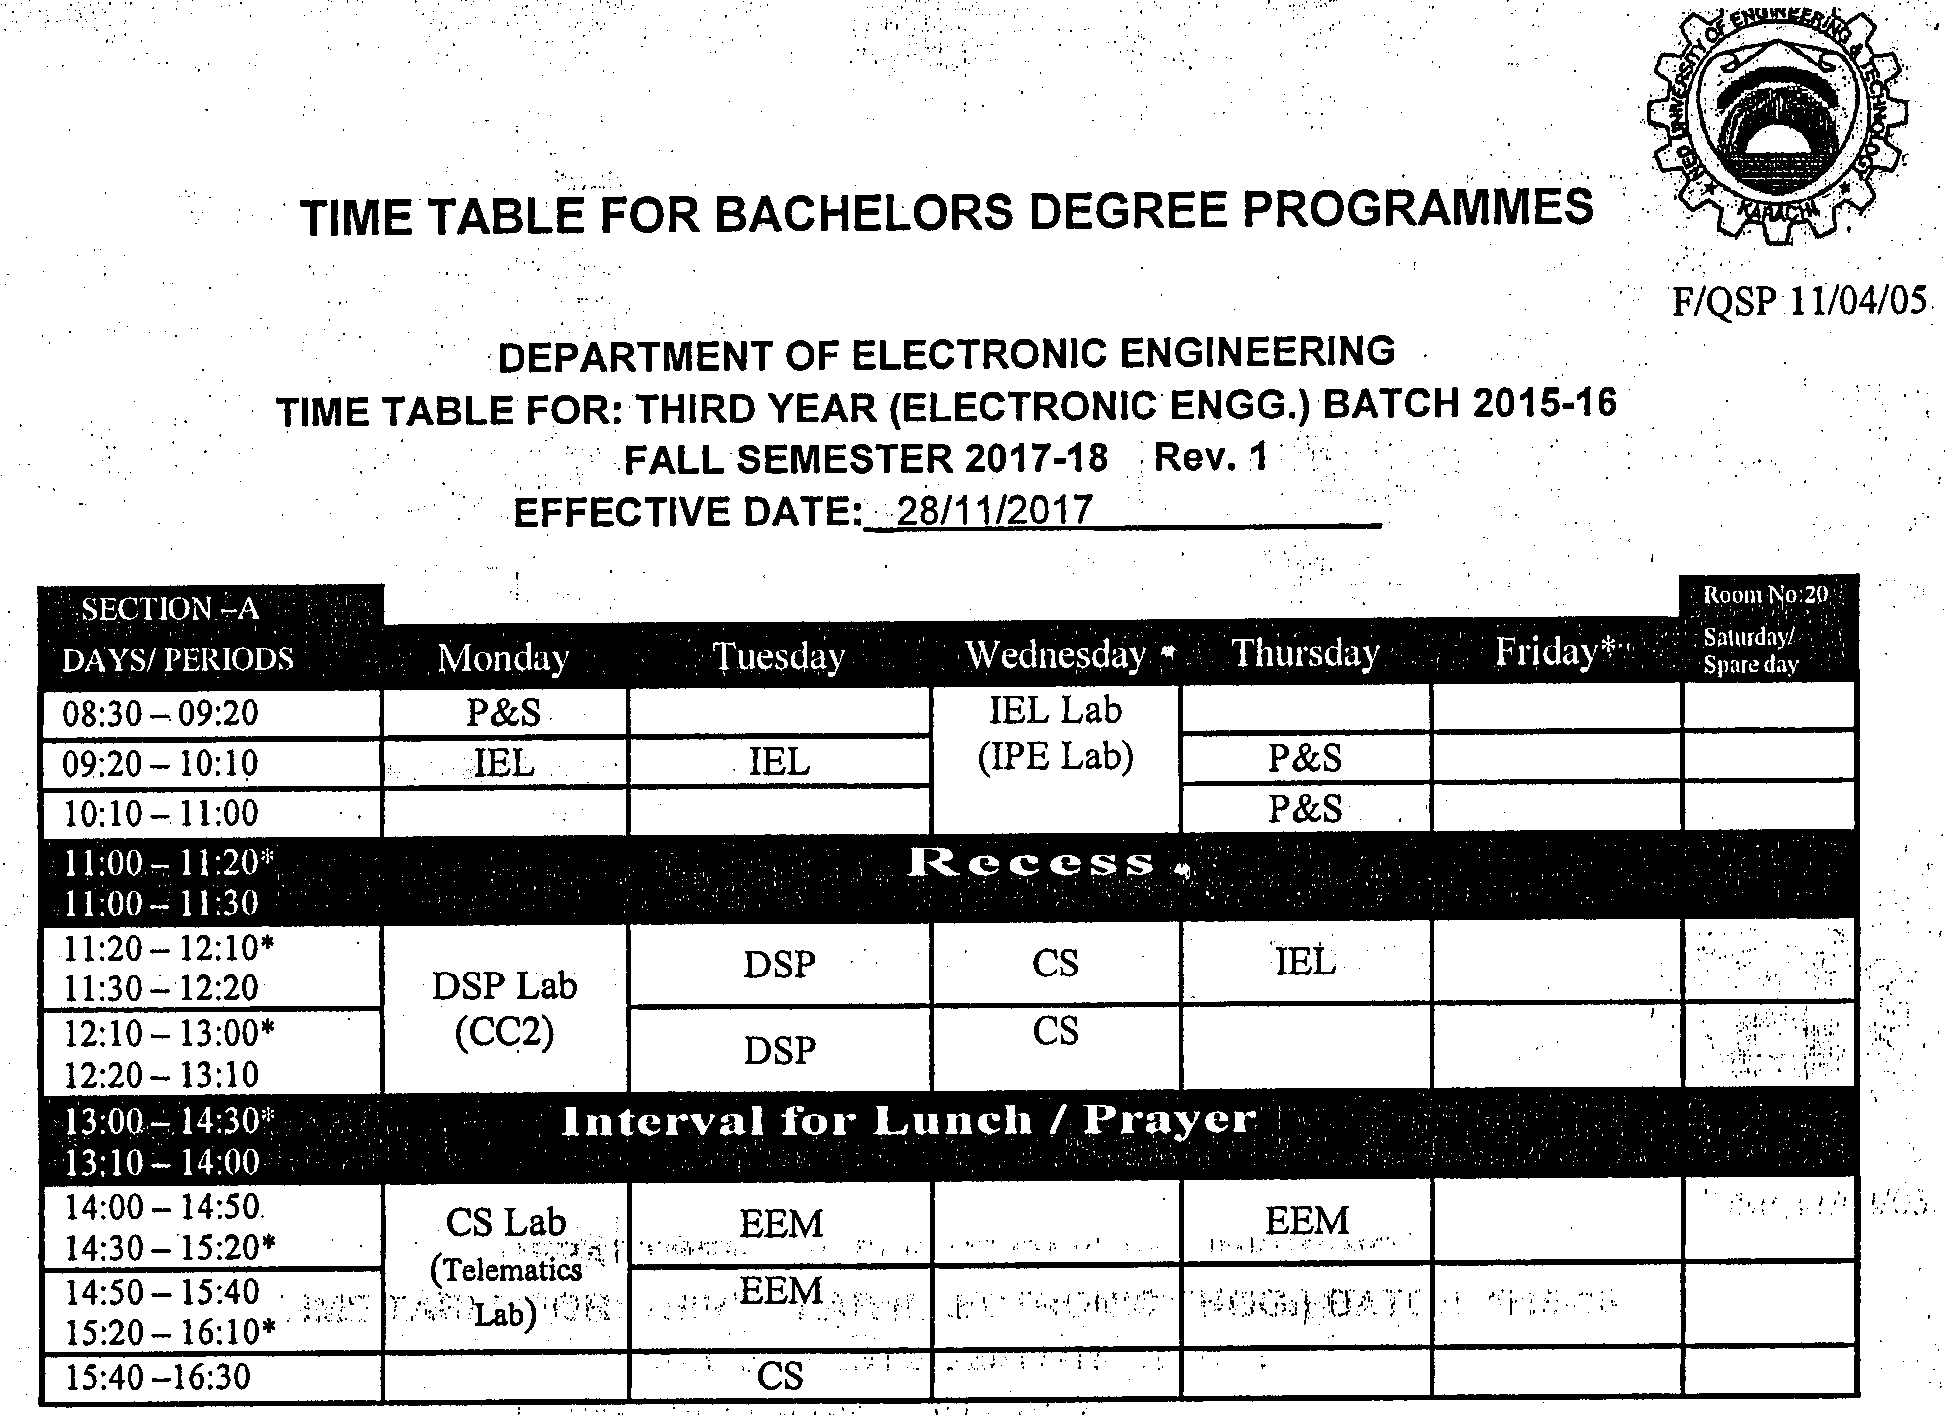 NED UNIVERSITY OF ENGINEERING & TECHNOLOGY
KARACHI
TIME TABLE FOR BACHELORS DEGREE PROGRAMMES
F/QSP 11/04/05
DEPARTMENT OF ELECTRONIC ENGINEERING
TIME TABLE FOR: THIRD YEAR (ELECTRONIC ENGG.) BATCH 2015-16
FALL SEMESTER 2017-18 Rev. 1
EFFECTIVE DATE: 28/11/2017
SECTION –A Room No:20
DAYS/ PERIODS Monday Tuesday Wednesday Thursday Friday* Saturday/
Spare day
08:30 – 09:20 P&S IEL Lab
09:20 – 10:10 IEL IEL (IPE Lab) P&S
10:10 – 11:00 P&S
11:00 – 11:20* Recess
11:00 – 11:30
11:20 – 12:10* DSP CS IEL
11:30 – 12:20 DSP Lab
12:10 – 13:00* (CC2) DSP CS
12:20 – 13:10
13:00 – 14:30* Interval for Lunch / Prayer
13:10 – 14:00
14:00 – 14:50 CS Lab EEM EEM
14:30 – 15:20* (Telematics
14:50 – 15:40 Lab) EEM
15:20 – 16:10*
15:40 –16:30 CS